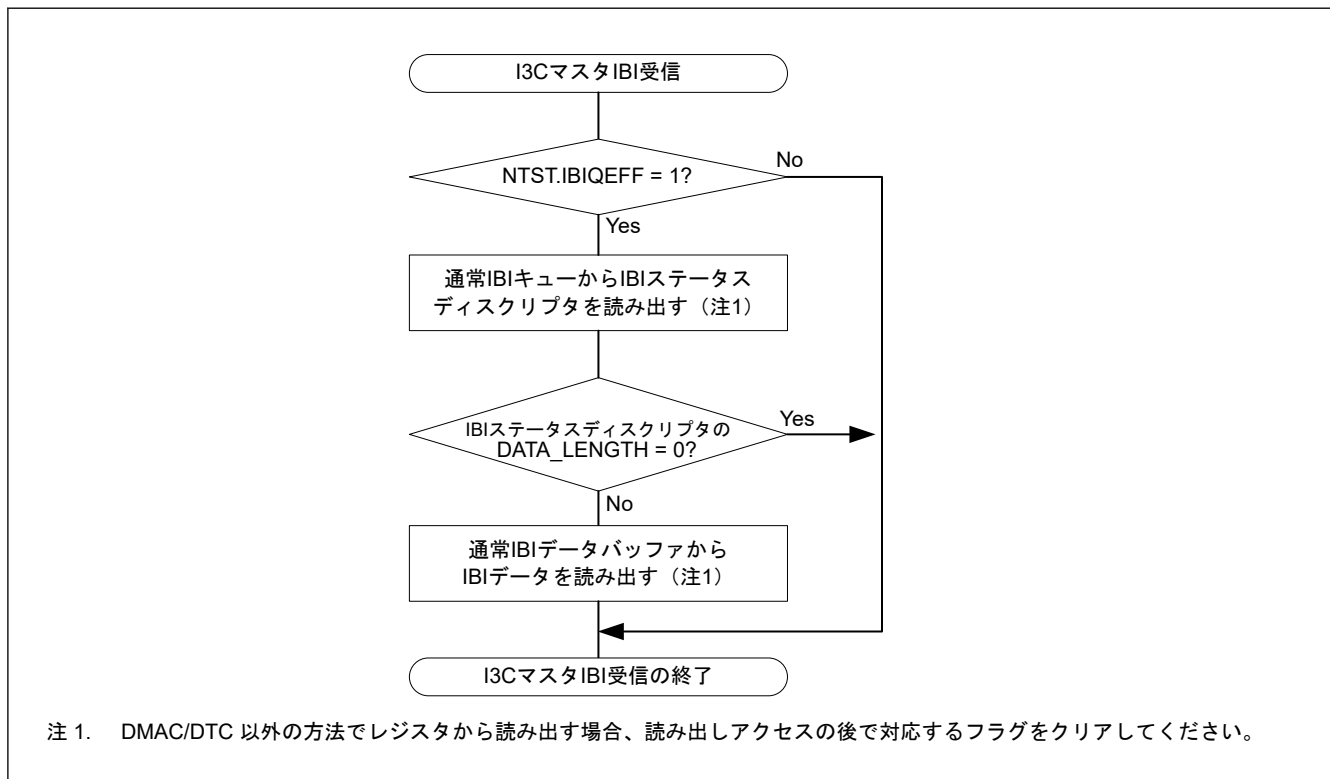 I3CマスタIBI受信
No
NTST.IBIQEFF = 1?
Yes
通常IBIキューからIBIステータス
ディスクリプタを読み出す（注1）
Yes
IBIステータスディスクリプタの
DATA_LENGTH = 0?
No
通常IBIデータバッファから
IBIデータを読み出す（注1）
I3CマスタIBI受信の終了
注 1. DMAC/DTC 以外の方法でレジスタから読み出す場合、読み出しアクセスの後で対応するフラグをクリアしてください。